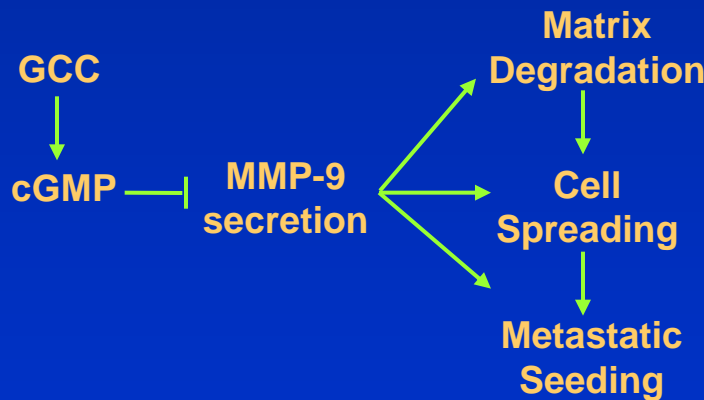 GCC
cGMP
MMP-9
secretion
Matrix
Degradation
Cell
Spreading
Metastatic
Seeding